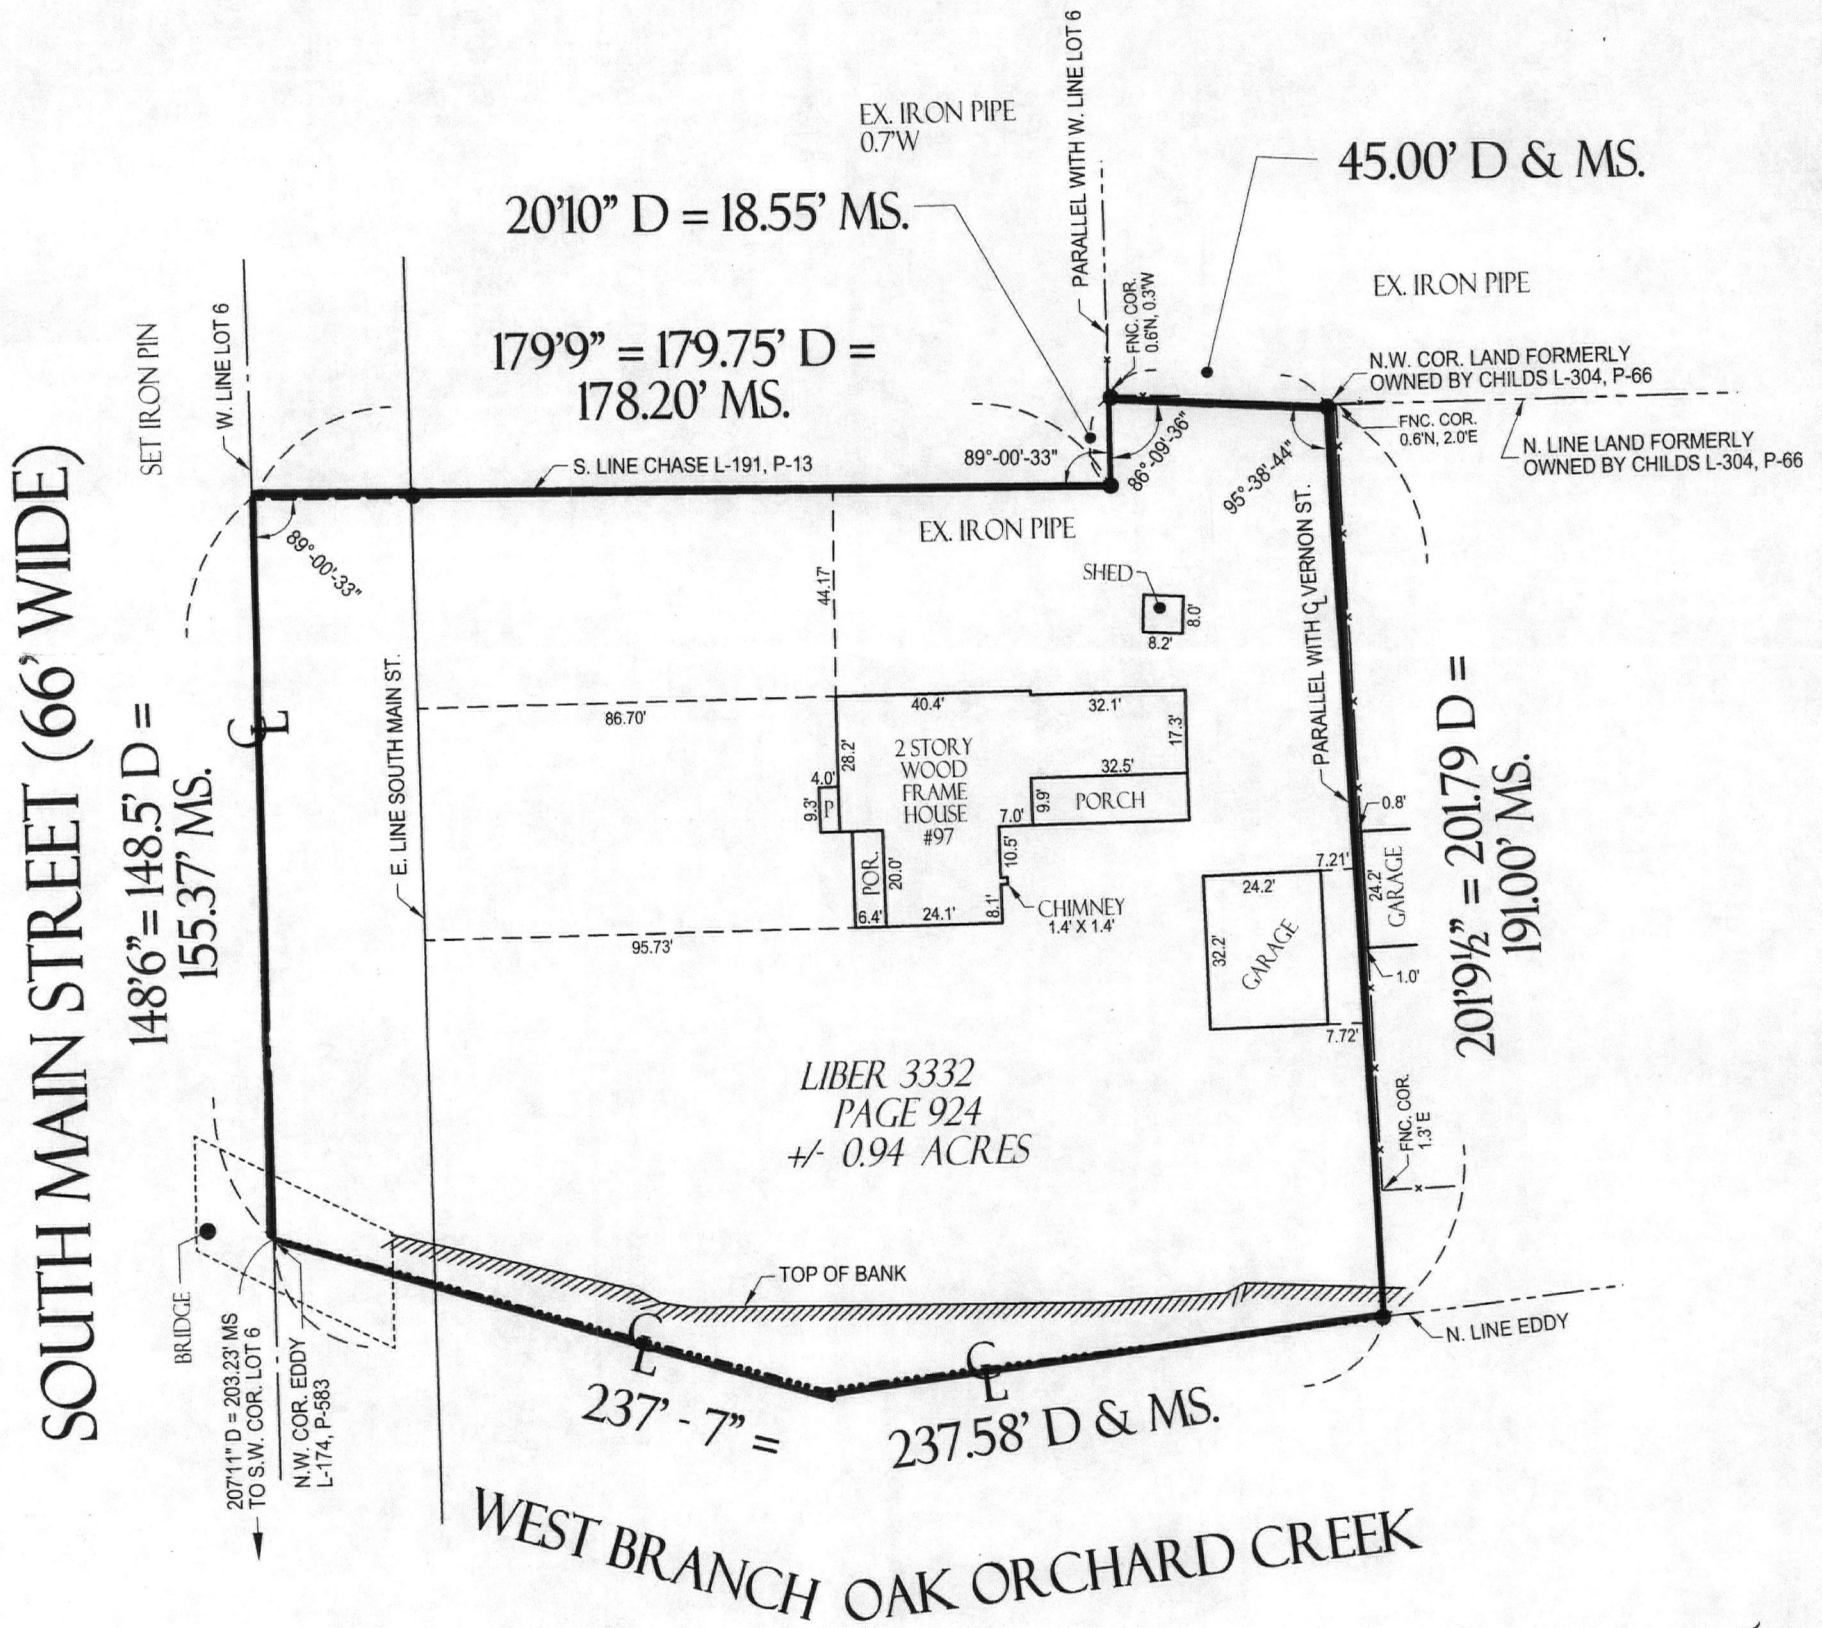 EX. IRON PIPE
0.7'W
PARALLEL WITH W. LINE LOT 6
45.00' D & MS.
20'10" D = 18.55' MS.
179'9" = 179.75' D =
178.20' MS.
FNC. COR.
0.6'N, 0.3'W
EX. IRON PIPE
N.W. COR. LAND FORMERLY
OWNED BY CHILDS L-304, P-66
FNC. COR.
0.6'N, 2.0'E
N. LINE LAND FORMERLY
OWNED BY CHILDS L-304, P-66
SET IRON PIN
W. LINE LOT 6
S. LINE CHASE L-191, P-13
89°-00'-33"
86°-09'-36"
95°-38'-44"
89°-00'-33"
EX. IRON PIPE
SHED
8.0'
8.2'
44.17'
PARALLEL WITH ℄ VERNON ST.
SOUTH MAIN STREET (66' WIDE)
148'6" = 148.5' D =
155.37' MS.
℄
E. LINE SOUTH MAIN ST.
86.70'
40.4'
32.1'
17.3'
28.2'
2 STORY
WOOD
FRAME
HOUSE
#97
32.5'
4.0'
9.3'
P
9.9'
PORCH
7.0'
POR.
20.0'
10.5'
6.4'
24.1'
8.1'
CHIMNEY
1.4' X 1.4'
95.73'
0.8'
7.21'
24.2'
24.2'
GARAGE
32.2'
GARAGE
1.0'
7.72'
201'9½" = 201.79 D =
191.00' MS.
LIBER 3332
PAGE 924
+/- 0.94 ACRES
FNC. COR.
1.3' E
BRIDGE
TOP OF BANK
N. LINE EDDY
207'11" D = 203.23' MS
TO S.W. COR. LOT 6
N.W. COR. EDDY
L-174, P-583
℄
℄
237' - 7" =
237.58' D & MS.
WEST BRANCH OAK ORCHARD CREEK